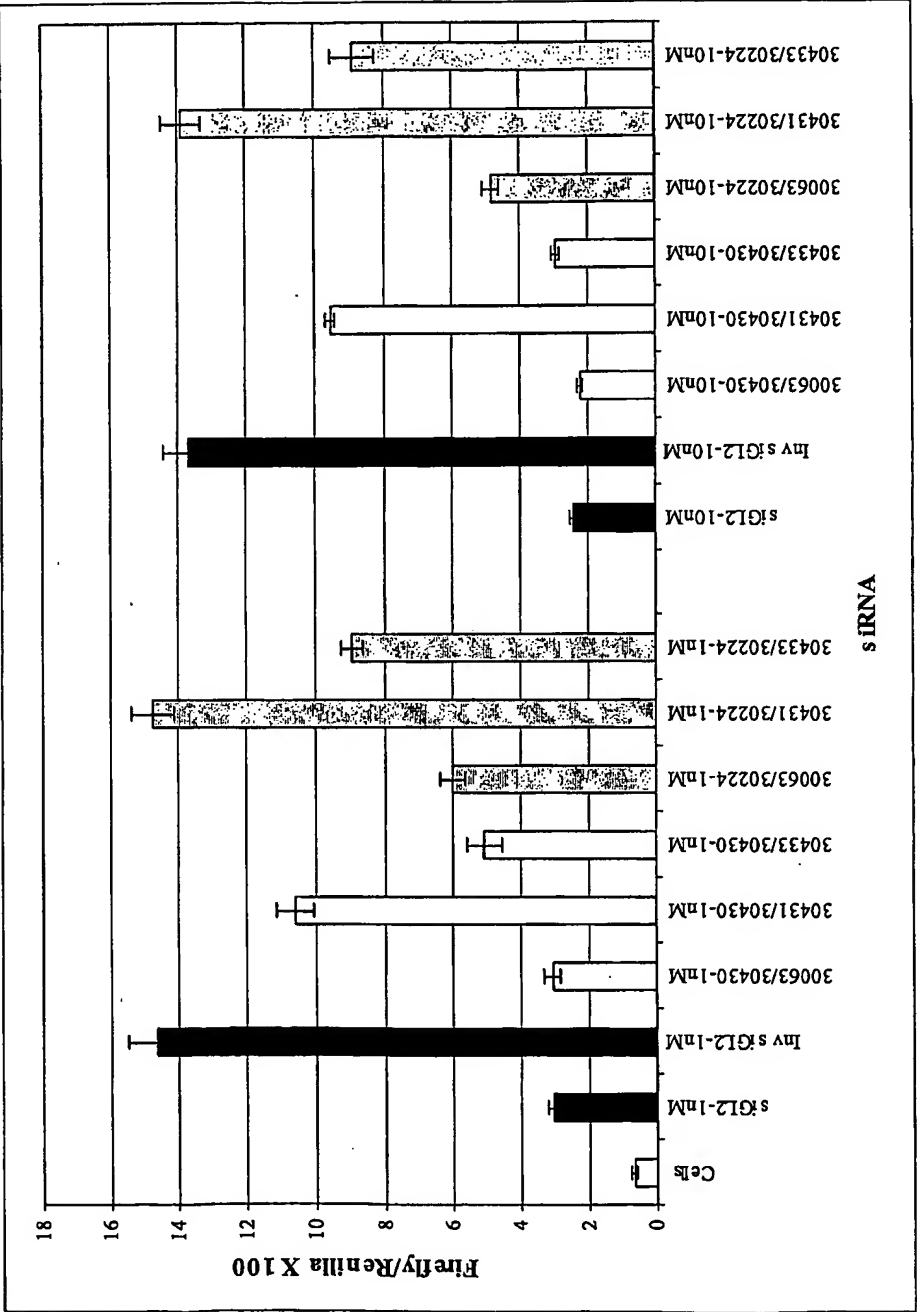 Firefly/Renilla X 100
18
16
14
12
10
8
6
4
2
0
Cells
siGL2-1nM
Inv siGL2-1nM
30063/30430-1nM
30431/30430-1nM
30433/30430-1nM
30063/30224-1nM
30431/30224-1nM
30433/30224-1nM
siGL2-10nM
Inv siGL2-10nM
30063/30430-10nM
30431/30430-10nM
30433/30430-10nM
30063/30224-10nM
30431/30224-10nM
30433/30224-10nM
siRNA